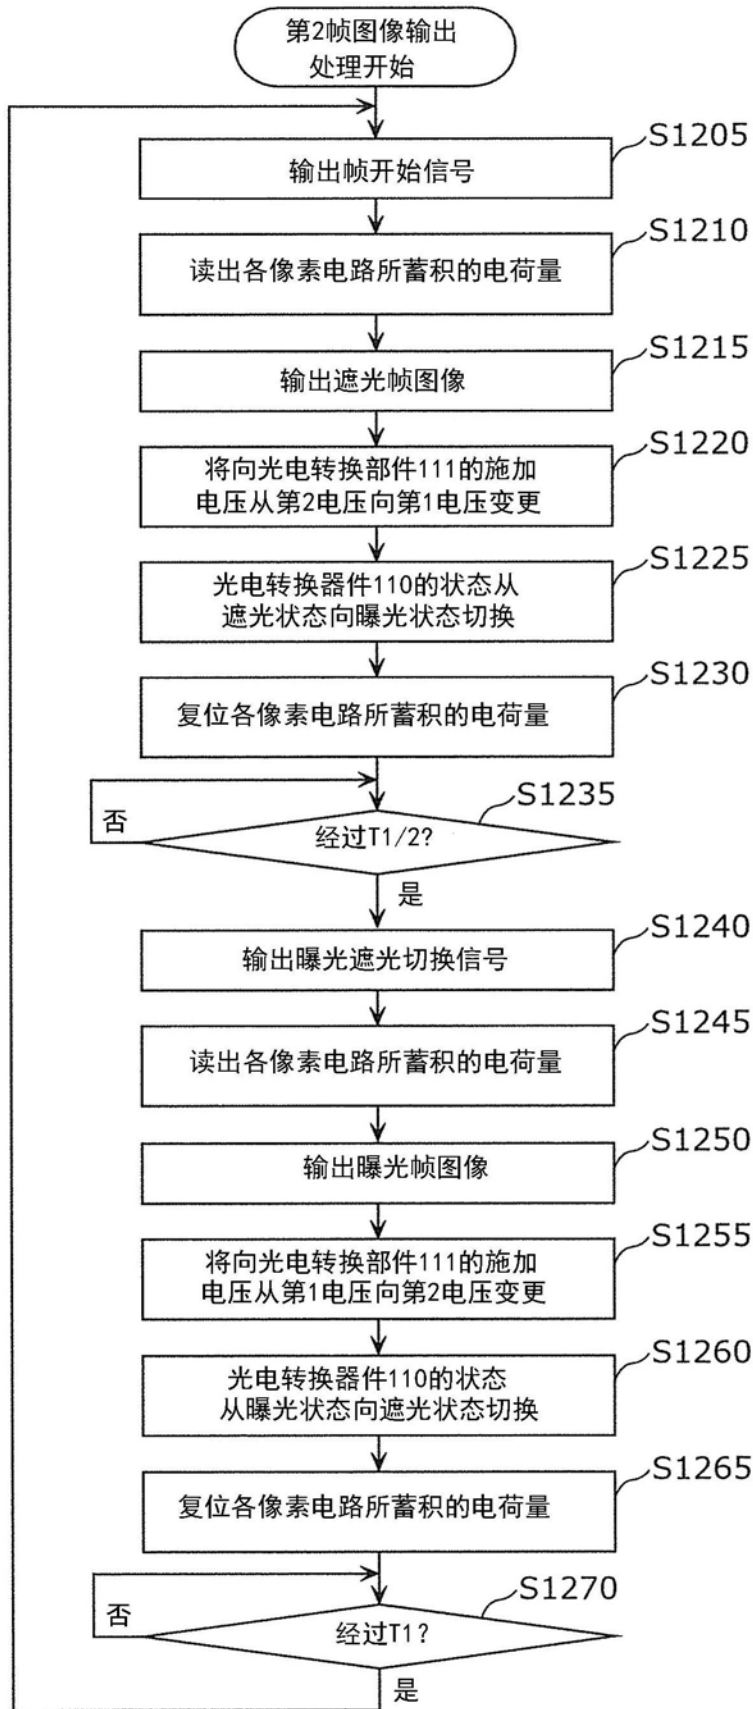 第2帧图像输出
处理开始
S1205
输出帧开始信号
S1210
读出各像素电路所蓄积的电荷量
S1215
输出遮光帧图像
S1220
将向光电转换部件111的施加
电压从第2电压向第1电压变更
S1225
光电转换器件110的状态从
遮光状态向曝光状态切换
S1230
复位各像素电路所蓄积的电荷量
S1235
否
经过T1/2?
是
S1240
输出曝光遮光切换信号
S1245
读出各像素电路所蓄积的电荷量
S1250
输出曝光帧图像
S1255
将向光电转换部件111的施加
电压从第1电压向第2电压变更
S1260
光电转换器件110的状态
从曝光状态向遮光状态切换
S1265
复位各像素电路所蓄积的电荷量
S1270
否
经过T1?
是